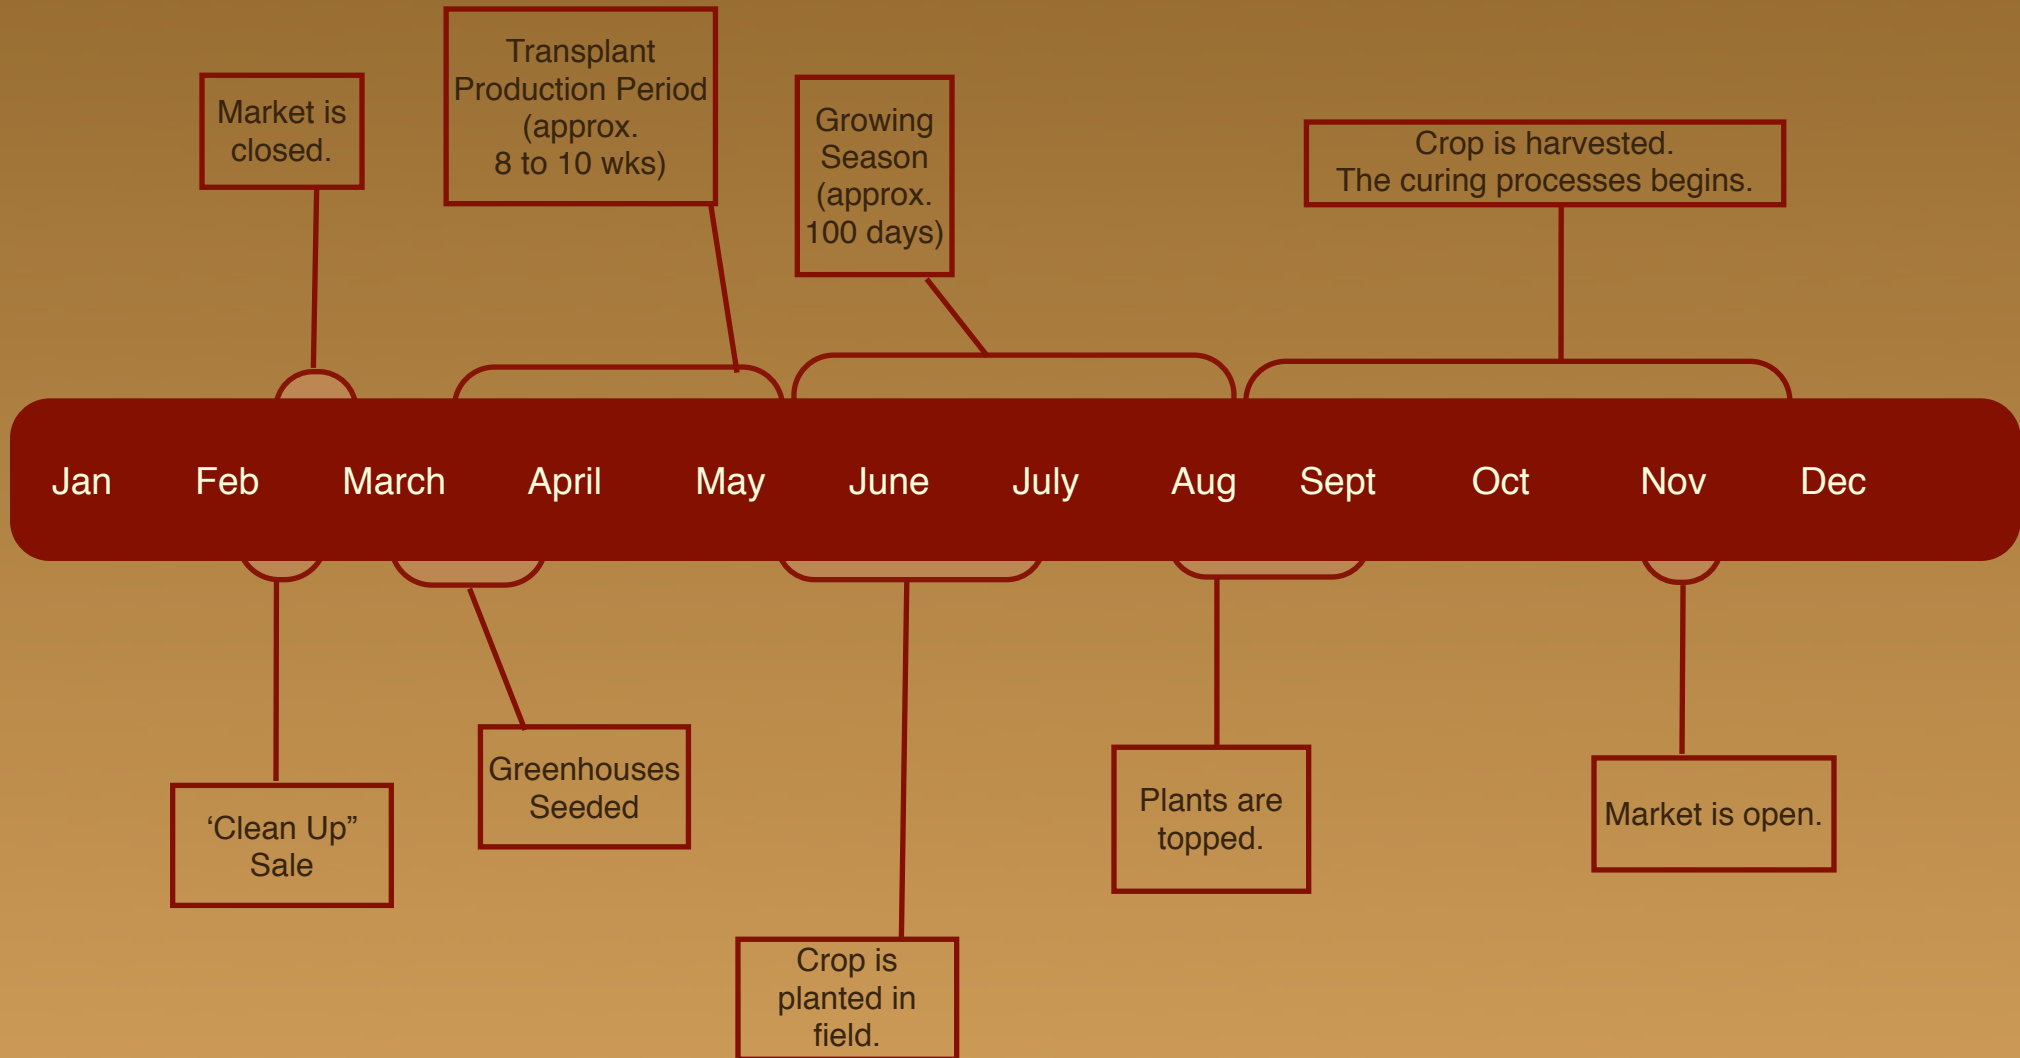 Market is
closed.
Transplant
Production Period
(approx.
8 to 10 wks)
Growing
Season
(approx.
100 days)
Crop is harvested.
The curing processes begins.
Jan Feb March April May June July Aug Sept Oct Nov Dec
‘Clean Up”
Sale
Greenhouses
Seeded
Crop is
planted in
field.
Plants are
topped.
Market is open.